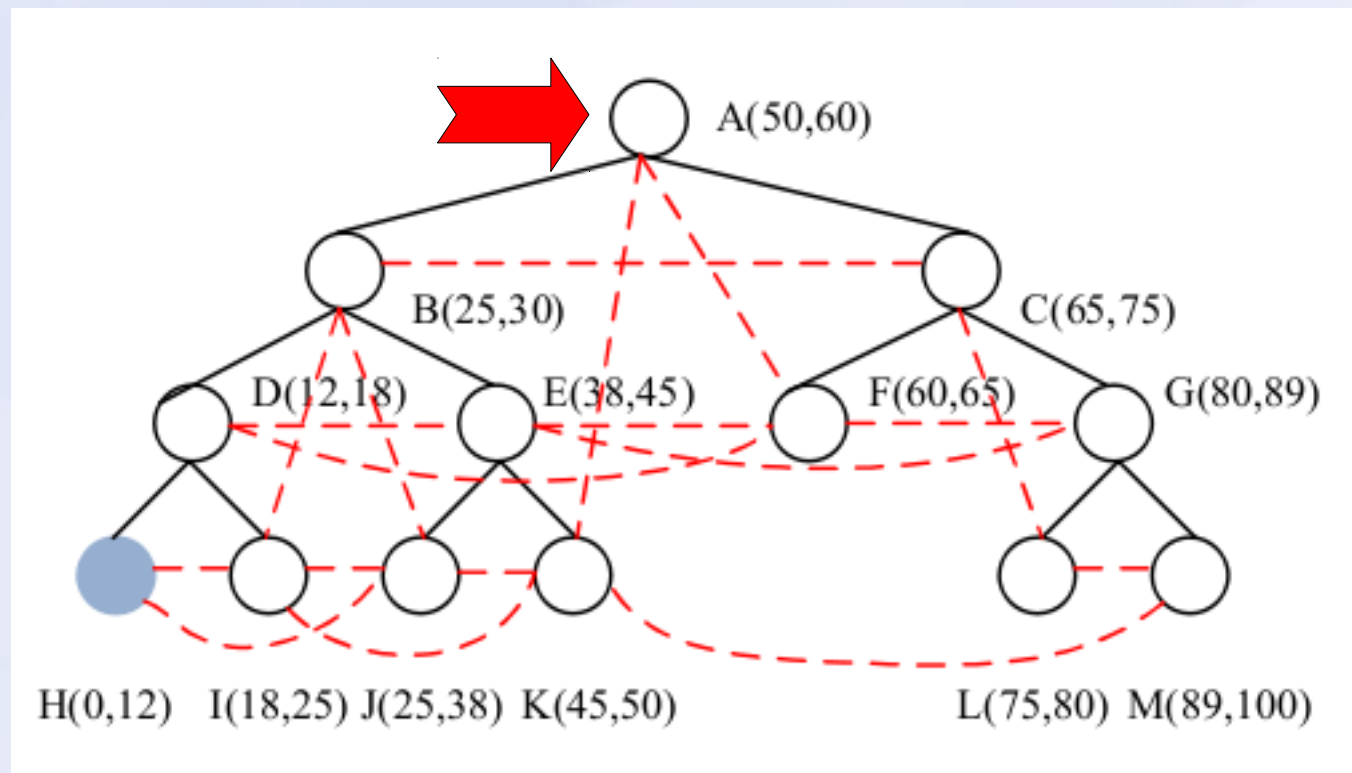 A(50,60)
B(25,30)
C(65,75)
D(12,18)
E(38,45)
F(60,65)
G(80,89)
H(0,12)
I(18,25)
J(25,38)
K(45,50)
L(75,80)
M(89,100)